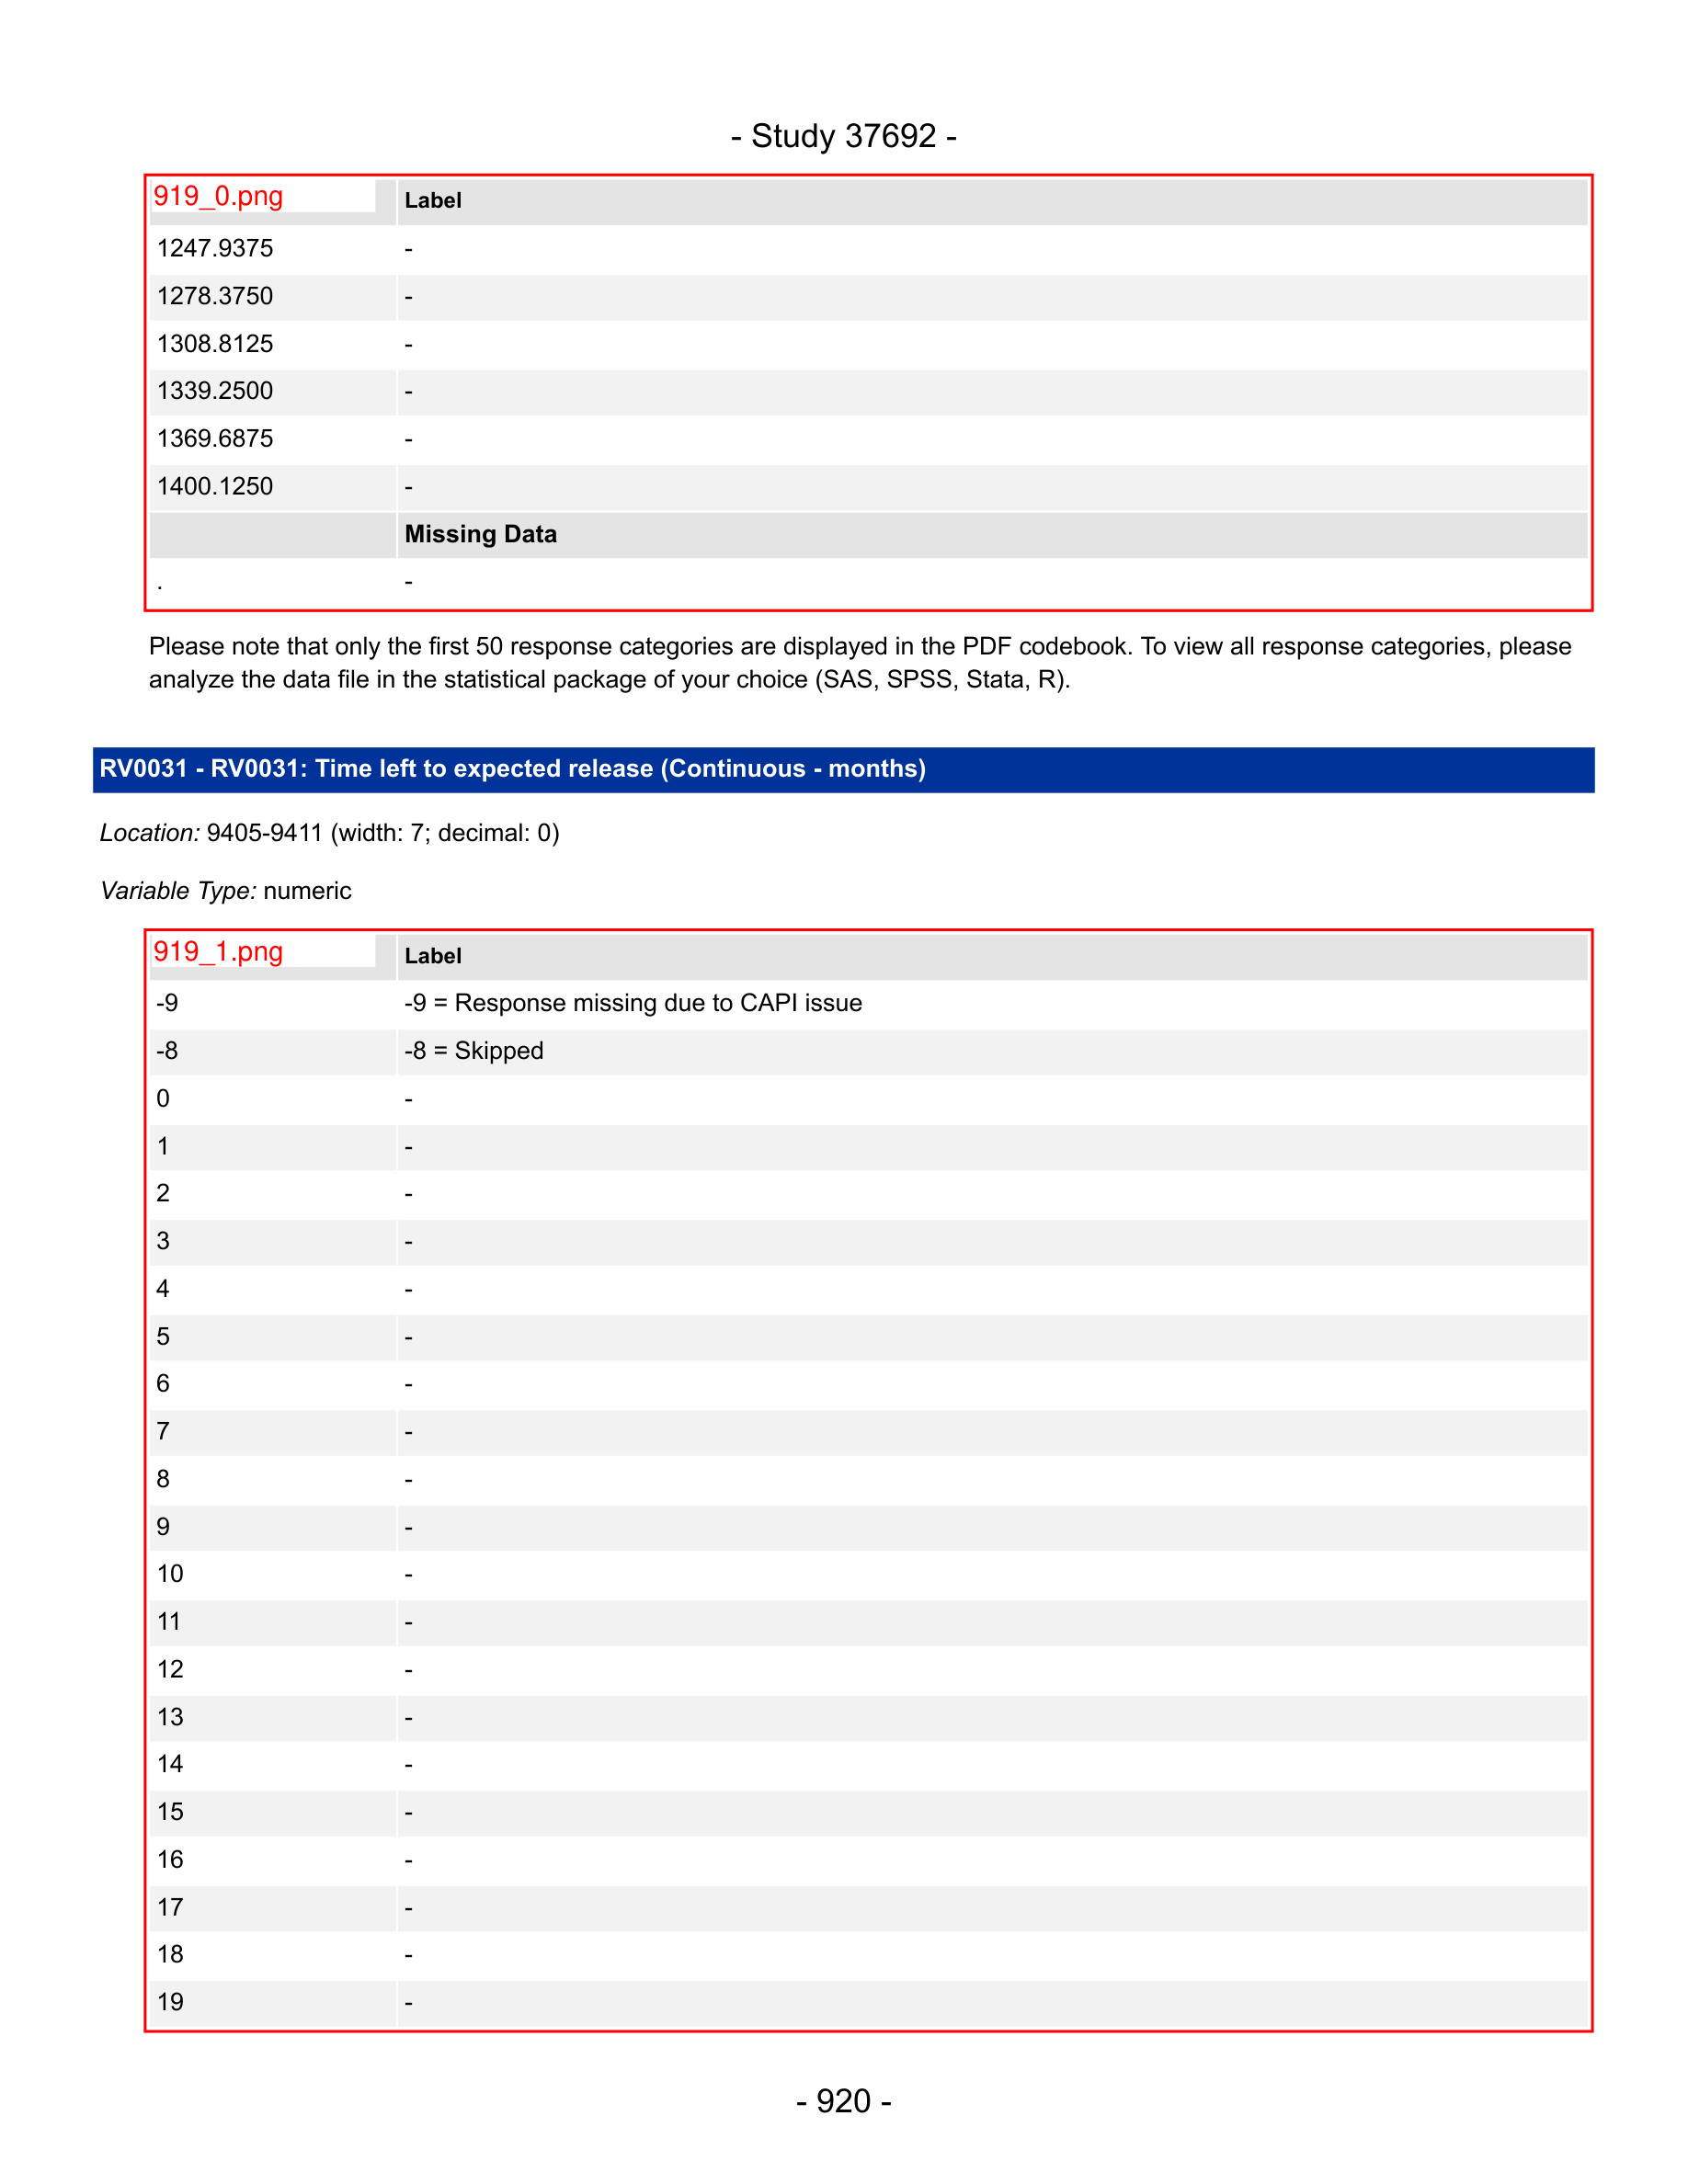 - Study 37692 -
919_0.png Label
1247.9375 -
1278.3750 -
1308.8125 -
1339.2500 -
1369.6875 -
1400.1250 -
Missing Data
. -
Please note that only the first 50 response categories are displayed in the PDF codebook. To view all response categories, please
analyze the data file in the statistical package of your choice (SAS, SPSS, Stata, R).
RV0031 - RV0031: Time left to expected release (Continuous - months)
Location: 9405-9411 (width: 7; decimal: 0)
Variable Type: numeric
919_1.png Label
-9 -9 = Response missing due to CAPI issue
-8 -8 = Skipped
0 -
1 -
2 -
3 -
4 -
5 -
6 -
7 -
8 -
9 -
10 -
11 -
12 -
13 -
14 -
15 -
16 -
17 -
18 -
19 -
- 920 -